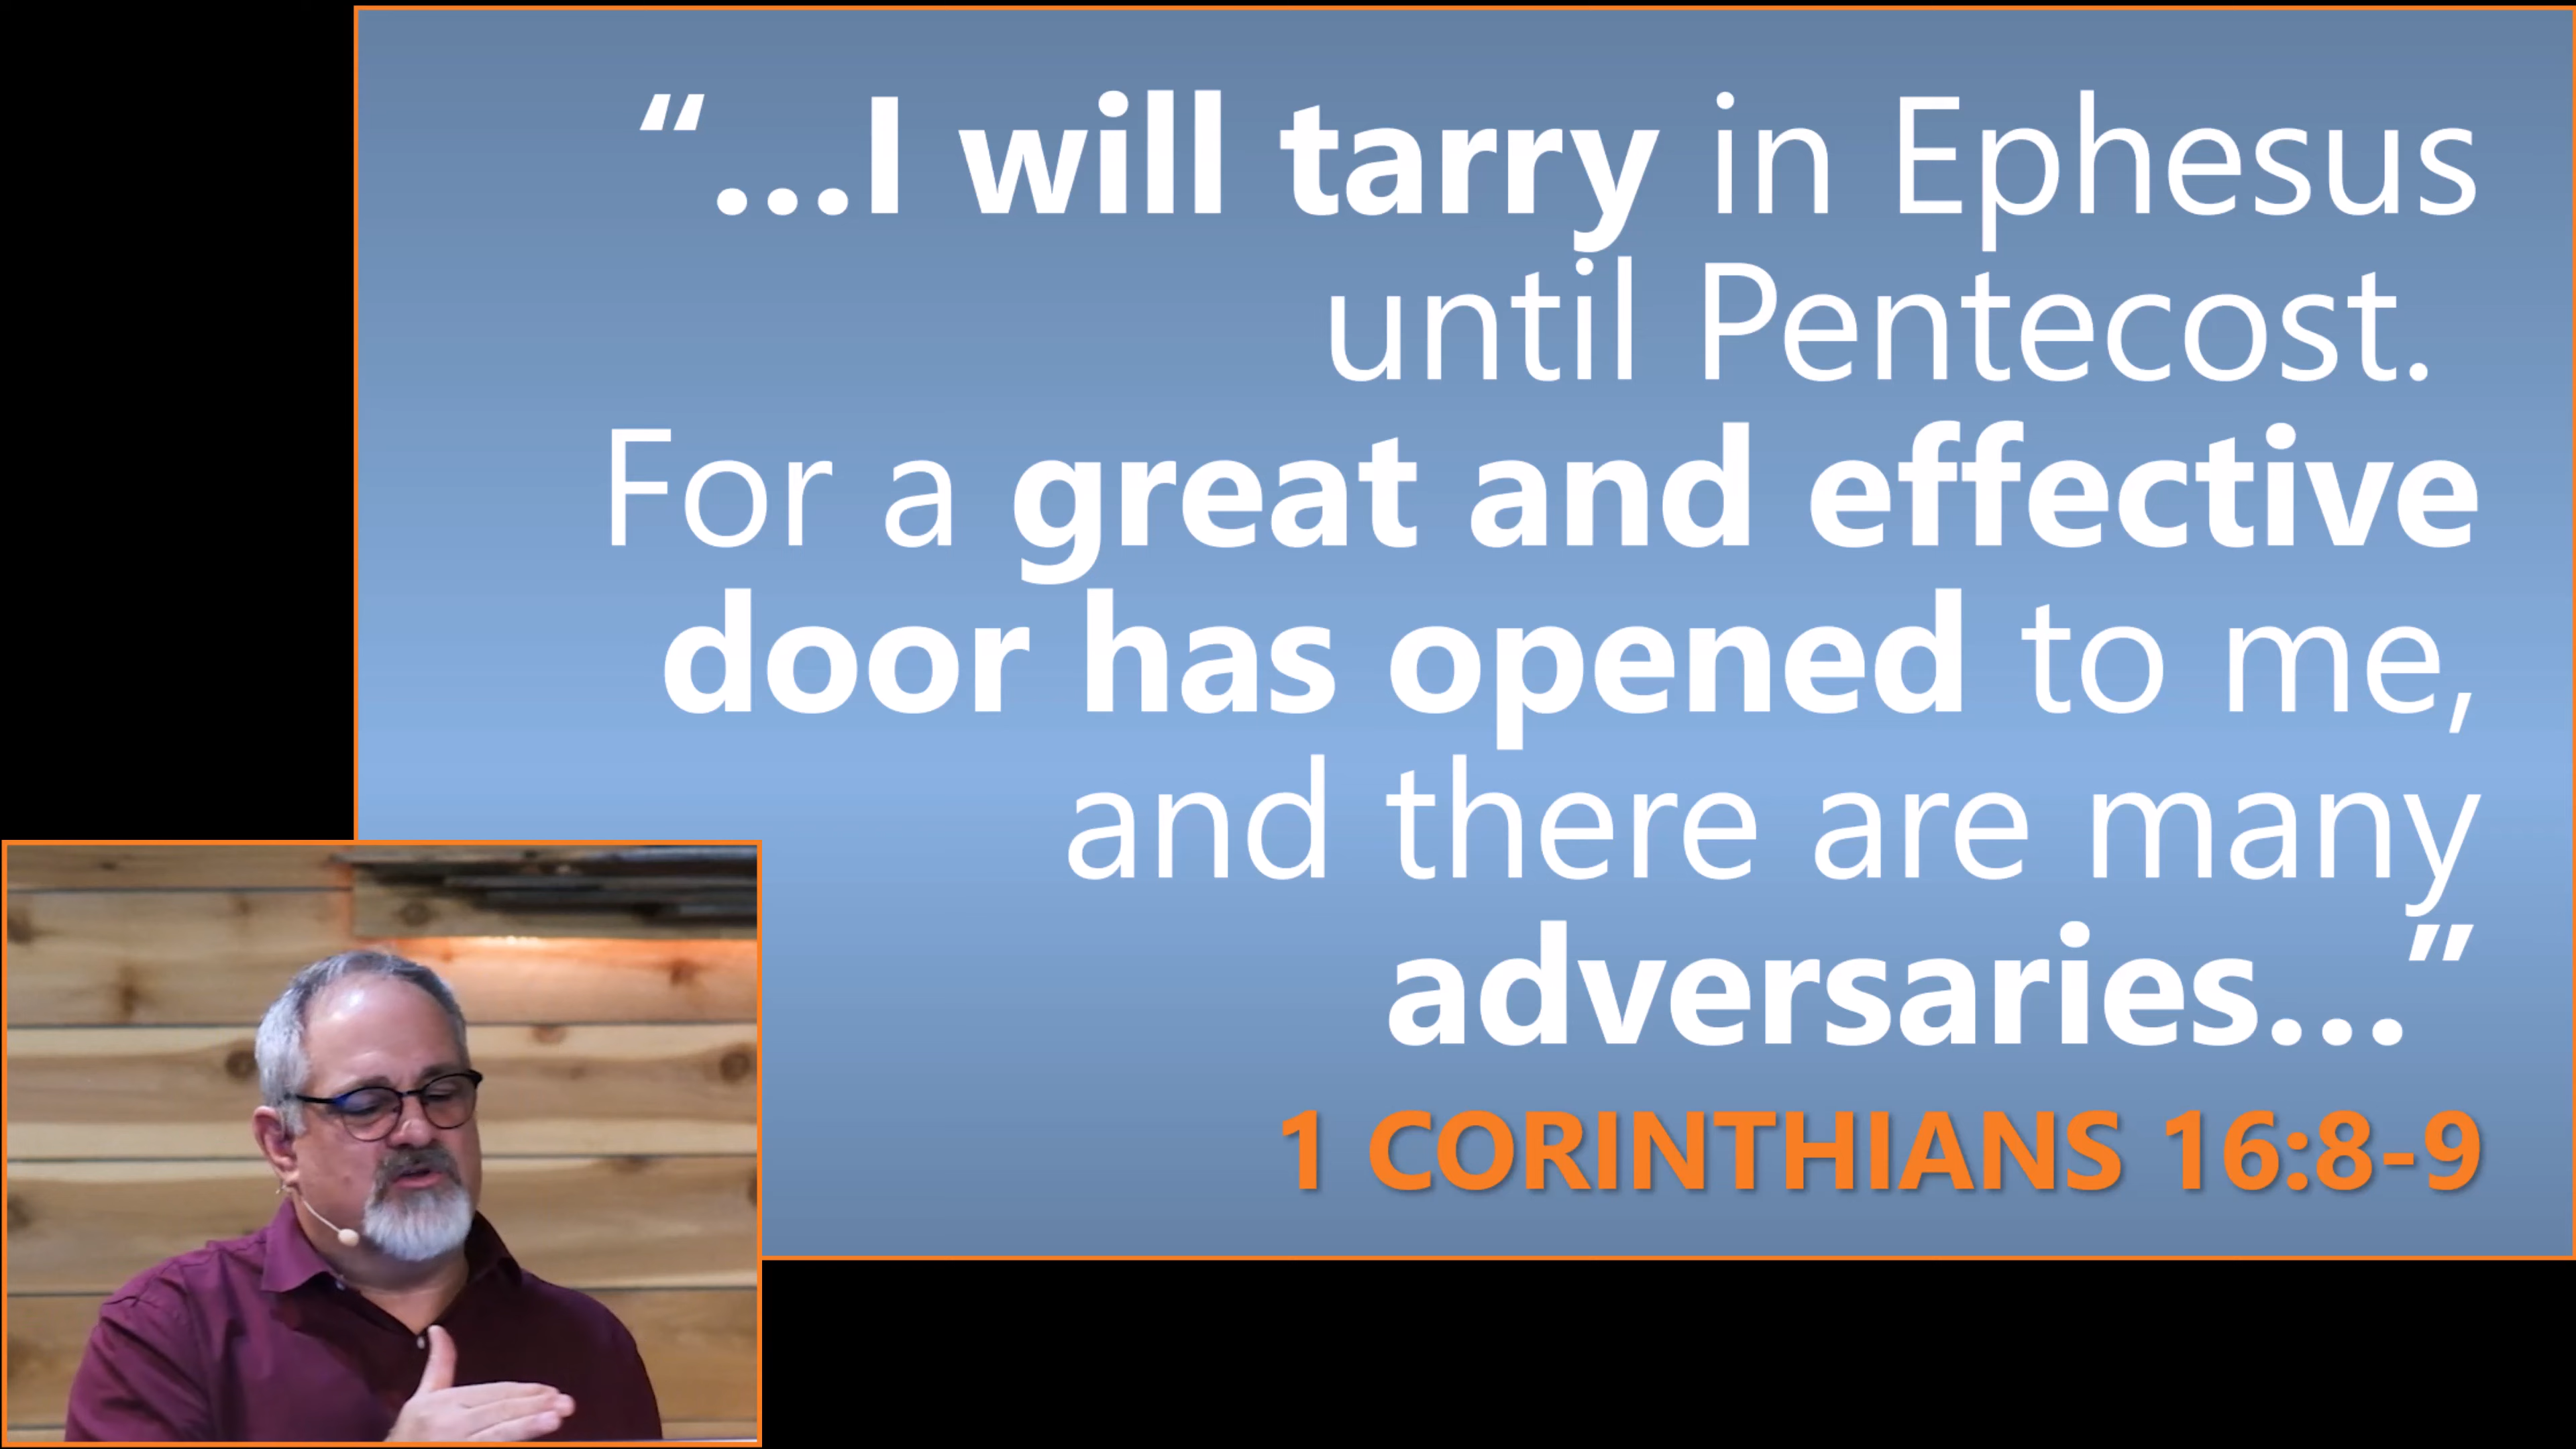 “...I will tarry in Ephesus
until Pentecost.
For a great and effective
door has opened to me,
and there are many
adversaries...”
1 CORINTHIANS 16:8-9